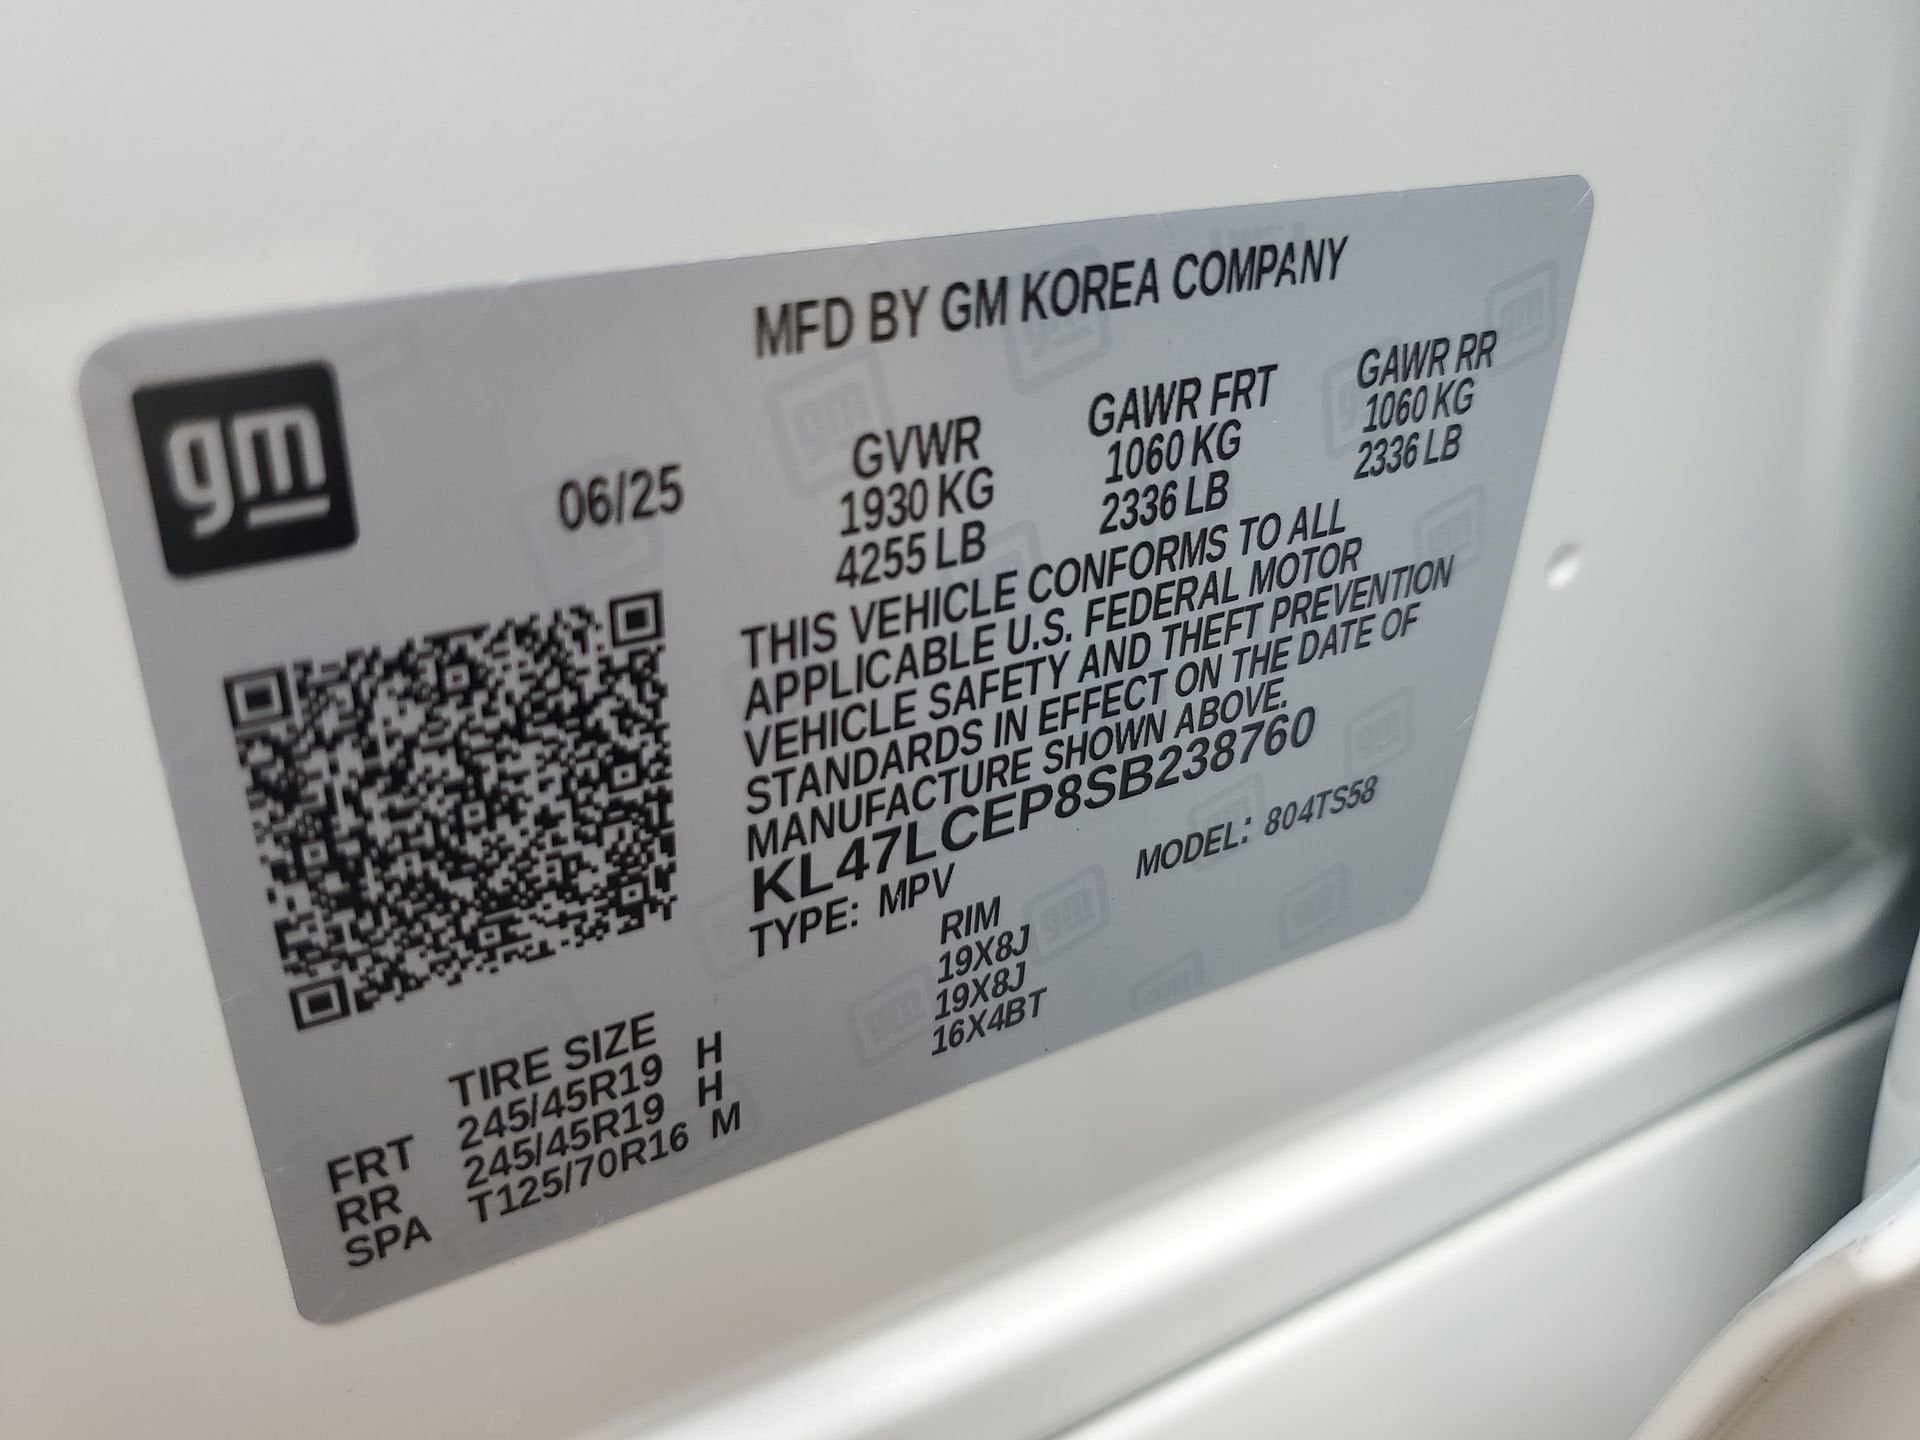 MFD BY GM KOREA COMPANY
gm
06/25
GVWR GAWR FRT GAWR RR
1930 KG 1060 KG 1060 KG
4255 LB 2336 LB 2336 LB
THIS VEHICLE CONFORMS TO ALL
APPLICABLE U.S. FEDERAL MOTOR
VEHICLE SAFETY AND THEFT PREVENTION
STANDARDS IN EFFECT ON THE DATE OF
MANUFACTURE SHOWN ABOVE.
KL47LCEP8SB238760
TYPE: MPV MODEL: 804TS58
TIRE SIZE RIM
FRT 245/45R19 H 19X8J
RR 245/45R19 H 19X8J
SPA T125/70R16 M 16X4BT